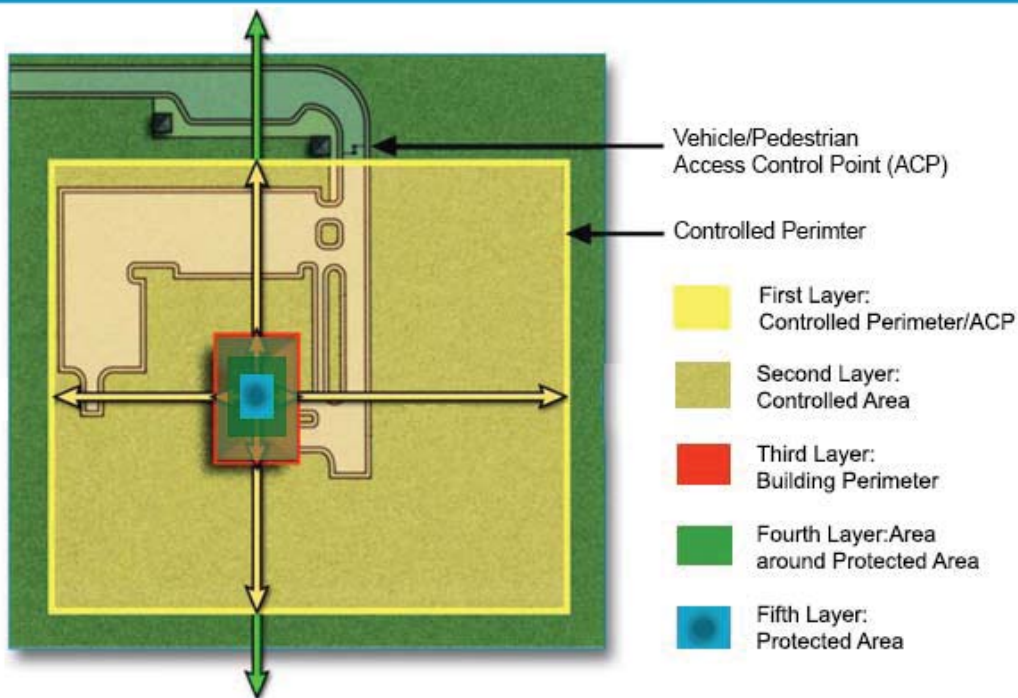 Vehicle/Pedestrian
Access Control Point (ACP)
Controlled Perimter
First Layer:
Controlled Perimeter/ACP
Second Layer:
Controlled Area
Third Layer:
Building Perimeter
Fourth Layer:Area
around Protected Area
Fifth Layer:
Protected Area